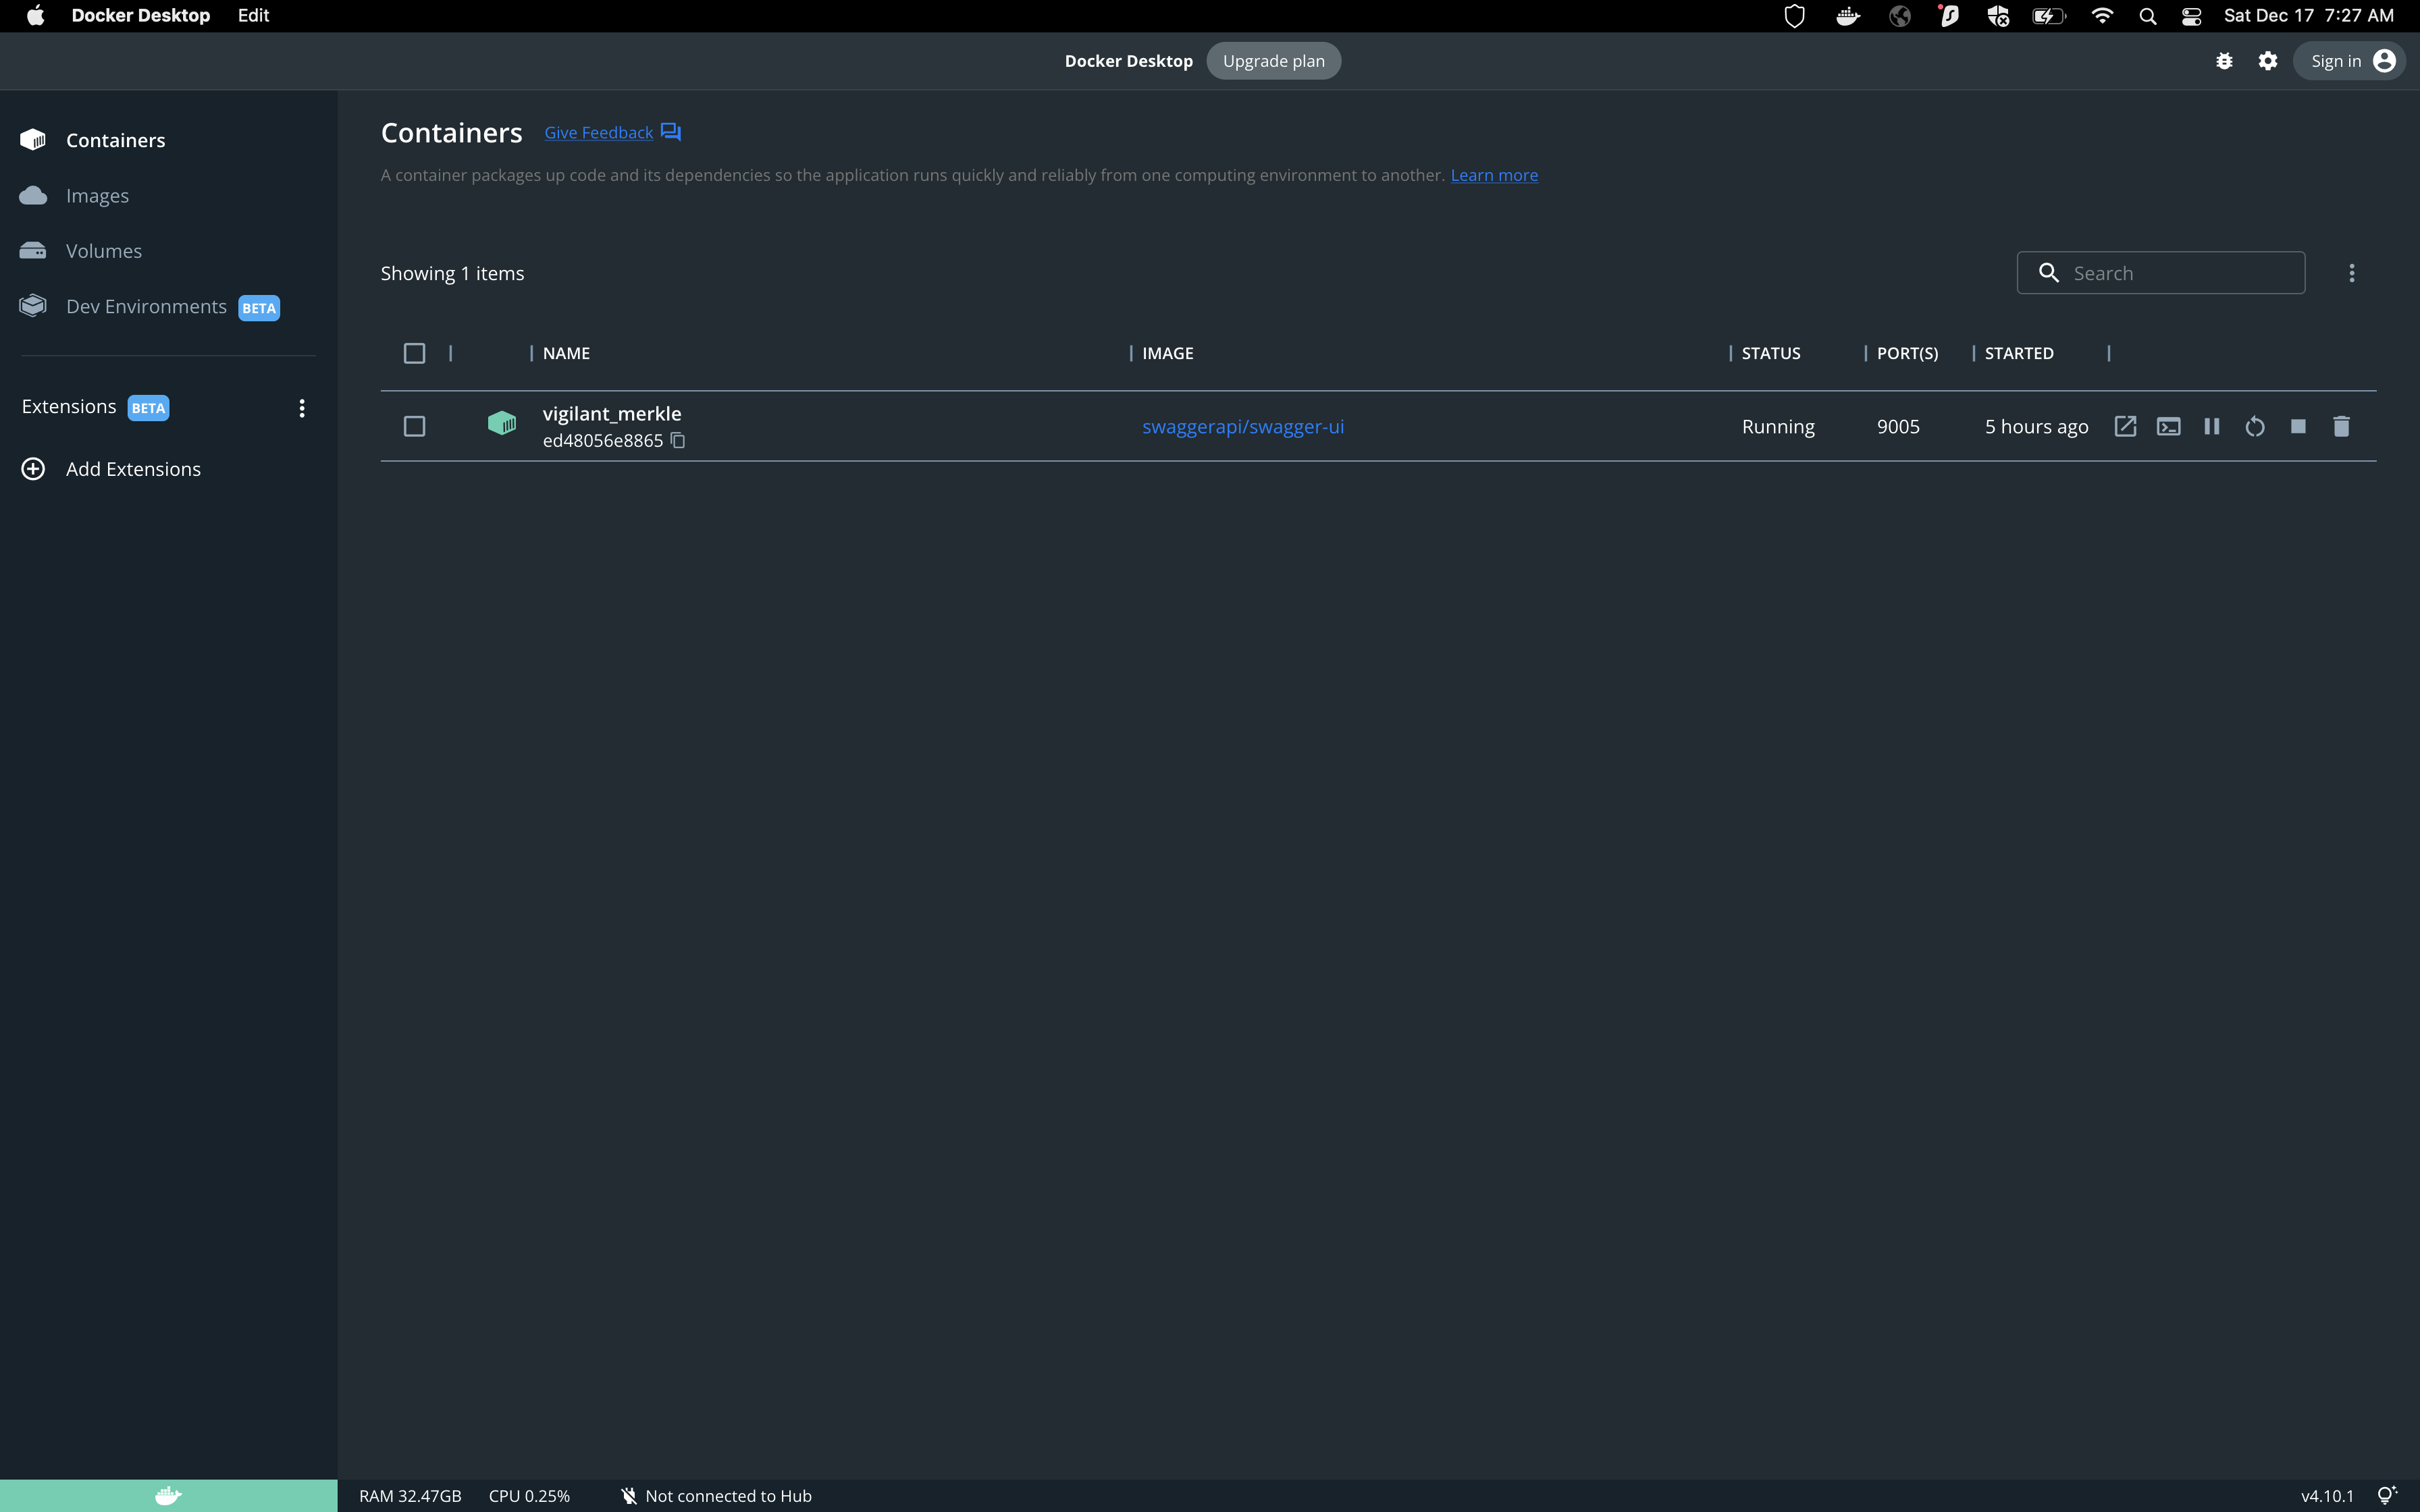 Docker Desktop Edit Sat Dec 17 7:27 AM
Docker Desktop Upgrade plan Sign in
Containers
Images
Volumes
Dev Environments BETA
Extensions BETA
Add Extensions
Containers Give Feedback
A container packages up code and its dependencies so the application runs quickly and reliably from one computing environment to another. Learn more
Showing 1 items Search
NAME IMAGE STATUS PORT(S) STARTED
vigilant_merkle
ed48056e8865
swaggerapi/swagger-ui Running 9005 5 hours ago
RAM 32.47GB CPU 0.25% Not connected to Hub v4.10.1